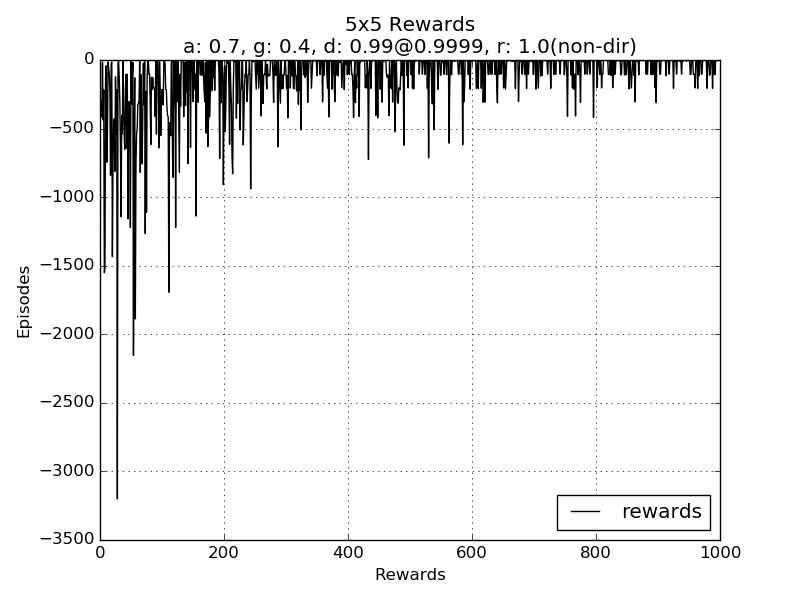 5x5 Rewards
a: 0.7, g: 0.4, d: 0.99@0.9999, r: 1.0(non-dir)
0
−500
−1000
−1500
−2000
−2500
−3000
−3500
Episodes
rewards
0 200 400 600 800 1000
Rewards